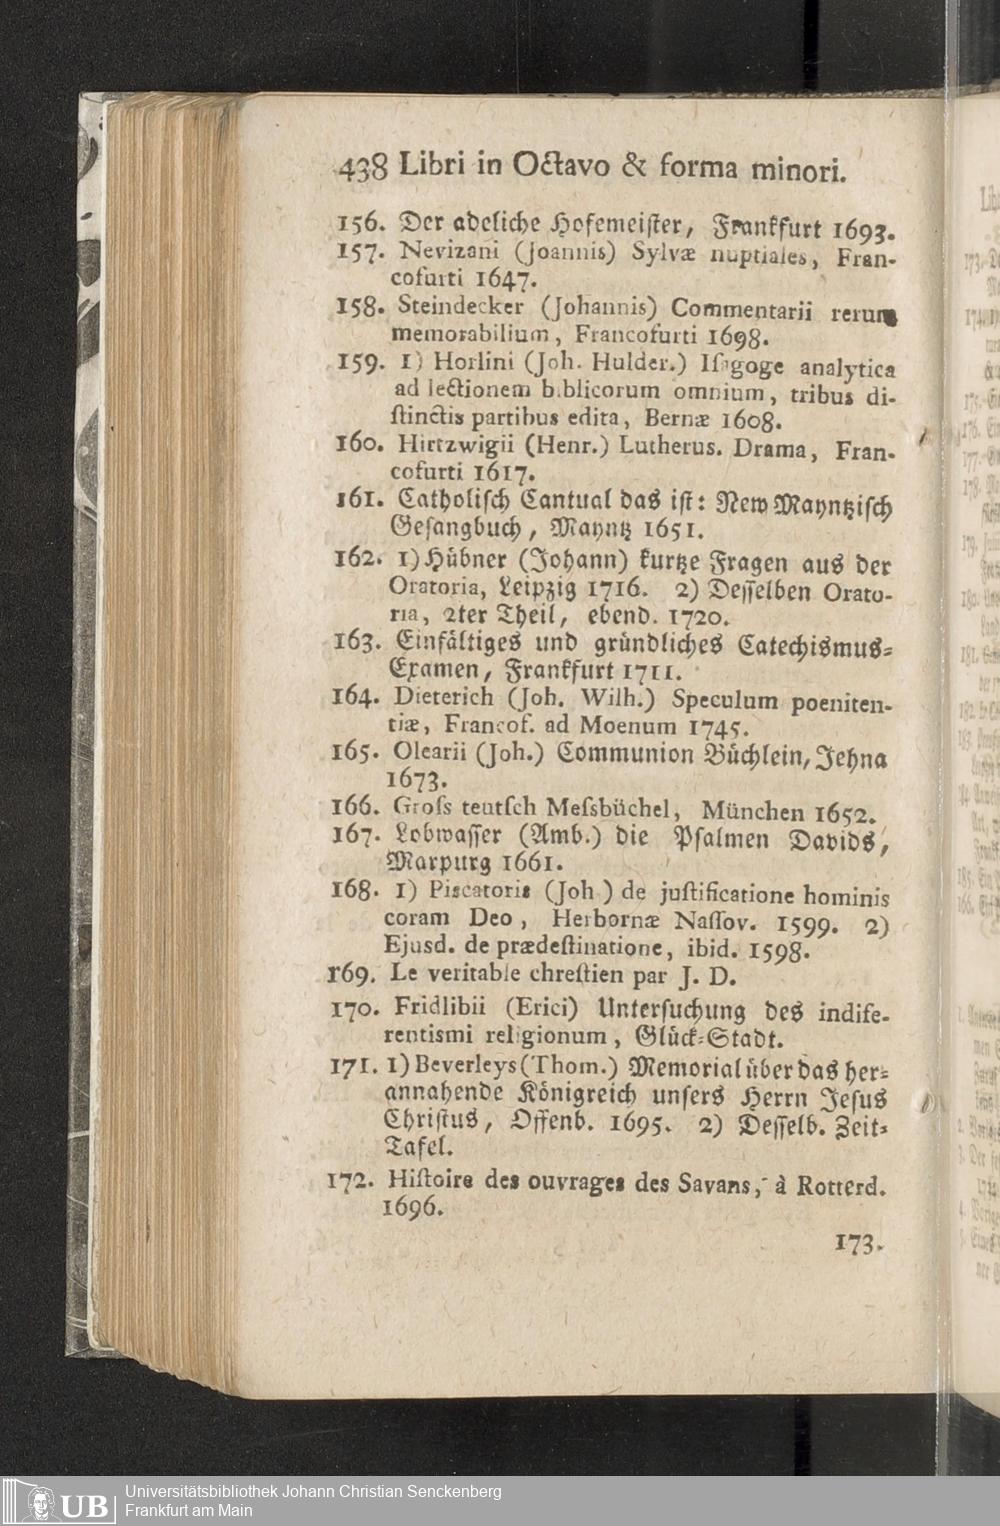 438 Libri in Octavo & forma minori.
156. Der adeliche Hofemeiſter, Frankfurt 1693.
157. Nevizani (Joannis) Sylvæ nuptiales, Fran-
cofurti 1647.
158. Steindecker (Johannis) Commentarii rerum
memorabilium, Francofurti 1698.
159. 1) Horlini (Joh. Hulder.) Iſagoge analytica
ad lectionem biblicorum omnium, tribus di-
ſtinctis partibus edita, Bernæ 1608.
160. Hirtzwigii (Henr.) Lutherus. Drama, Fran-
cofurti 1617.
161. Catholiſch Cantual das iſt: New Mayntziſch
Geſangbuch, Mayntz 1651.
162. 1) Hübner (Johann) kurtze Fragen aus der
Oratoria, Leipzig 1716. 2) Deſſelben Orato-
ria, 2ter Theil, ebend. 1720.
163. Einfältiges und gründliches Catechismus-
Examen, Frankfurt 1711.
164. Dieterich (Joh. Wilh.) Speculum poeniten-
tiæ, Francof. ad Moenum 1745.
165. Olearii (Joh.) Communion Büchlein, Jehna
1673.
166. Groſs teutſch Meſsbüchel, München 1652.
167. Lobwaſſer (Amb.) die Pſalmen Davids,
Marpurg 1661.
168. 1) Piscatoris (Joh ) de juſtificatione hominis
coram Deo, Herbornæ Naſſov. 1599. 2)
Ejusd. de prædeſtinatione, ibid. 1598.
169. Le veritable chreſtien par J. D.
170. Fridlibii (Erici) Unterſuchung des indife-
rentismi religionum, Glück-Stadt.
171. 1) Beverleys (Thom.) Memorial über das her-
annahende Königreich unſers Herrn Jeſus
Chriſtus, Offenb. 1695. 2) Deſſelb. Zeit-
Tafel.
172. Hiſtoire des ouvrages des Savans, à Rotterd.
1696.
173.
UB
Universitätsbibliothek Johann Christian Senckenberg
Frankfurt am Main